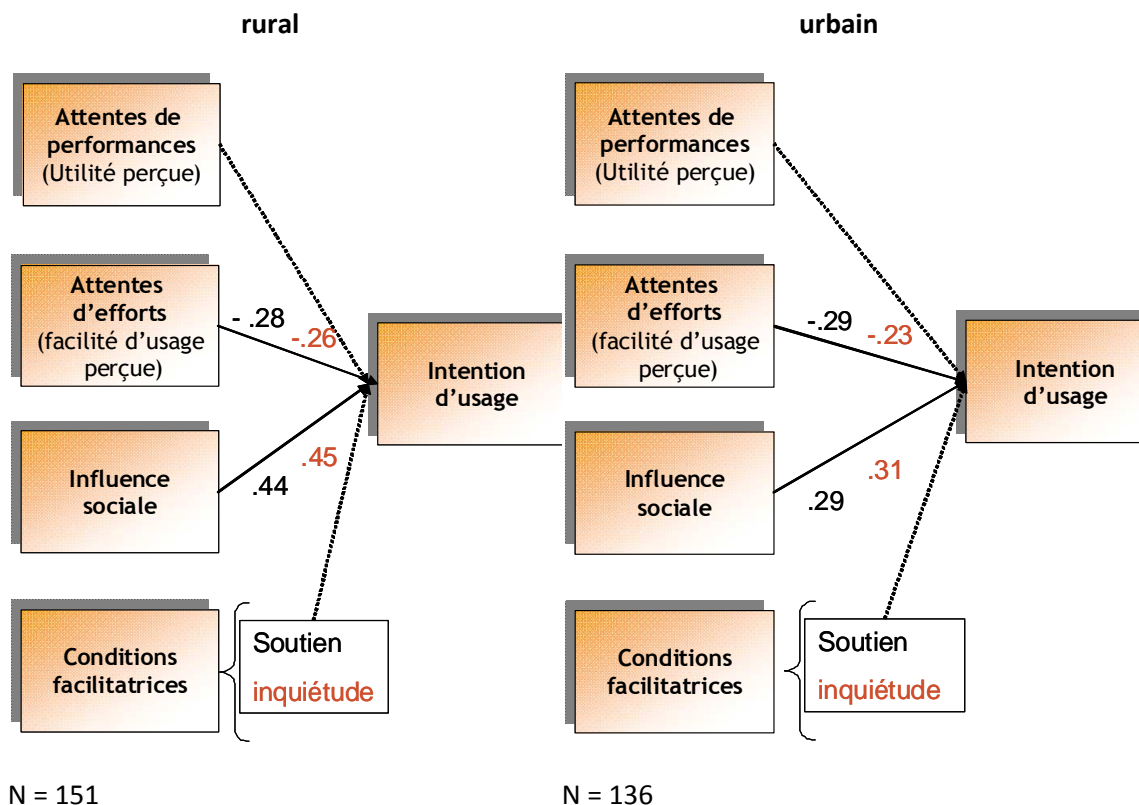 rural
Attentes de
performances
(Utilité perçue)
Attentes
d'efforts
(facilité d'usage
perçue)
- .28
-.26
Intention
d'usage
Influence
sociale
.45
.44
Conditions
facilitatrices
Soutien
inquiétude
N = 151
urbain
Attentes de
performances
(Utilité perçue)
Attentes
d'efforts
(facilité d'usage
perçue)
-.29
-.23
Intention
d'usage
Influence
sociale
.31
.29
Conditions
facilitatrices
Soutien
inquiétude
N = 136